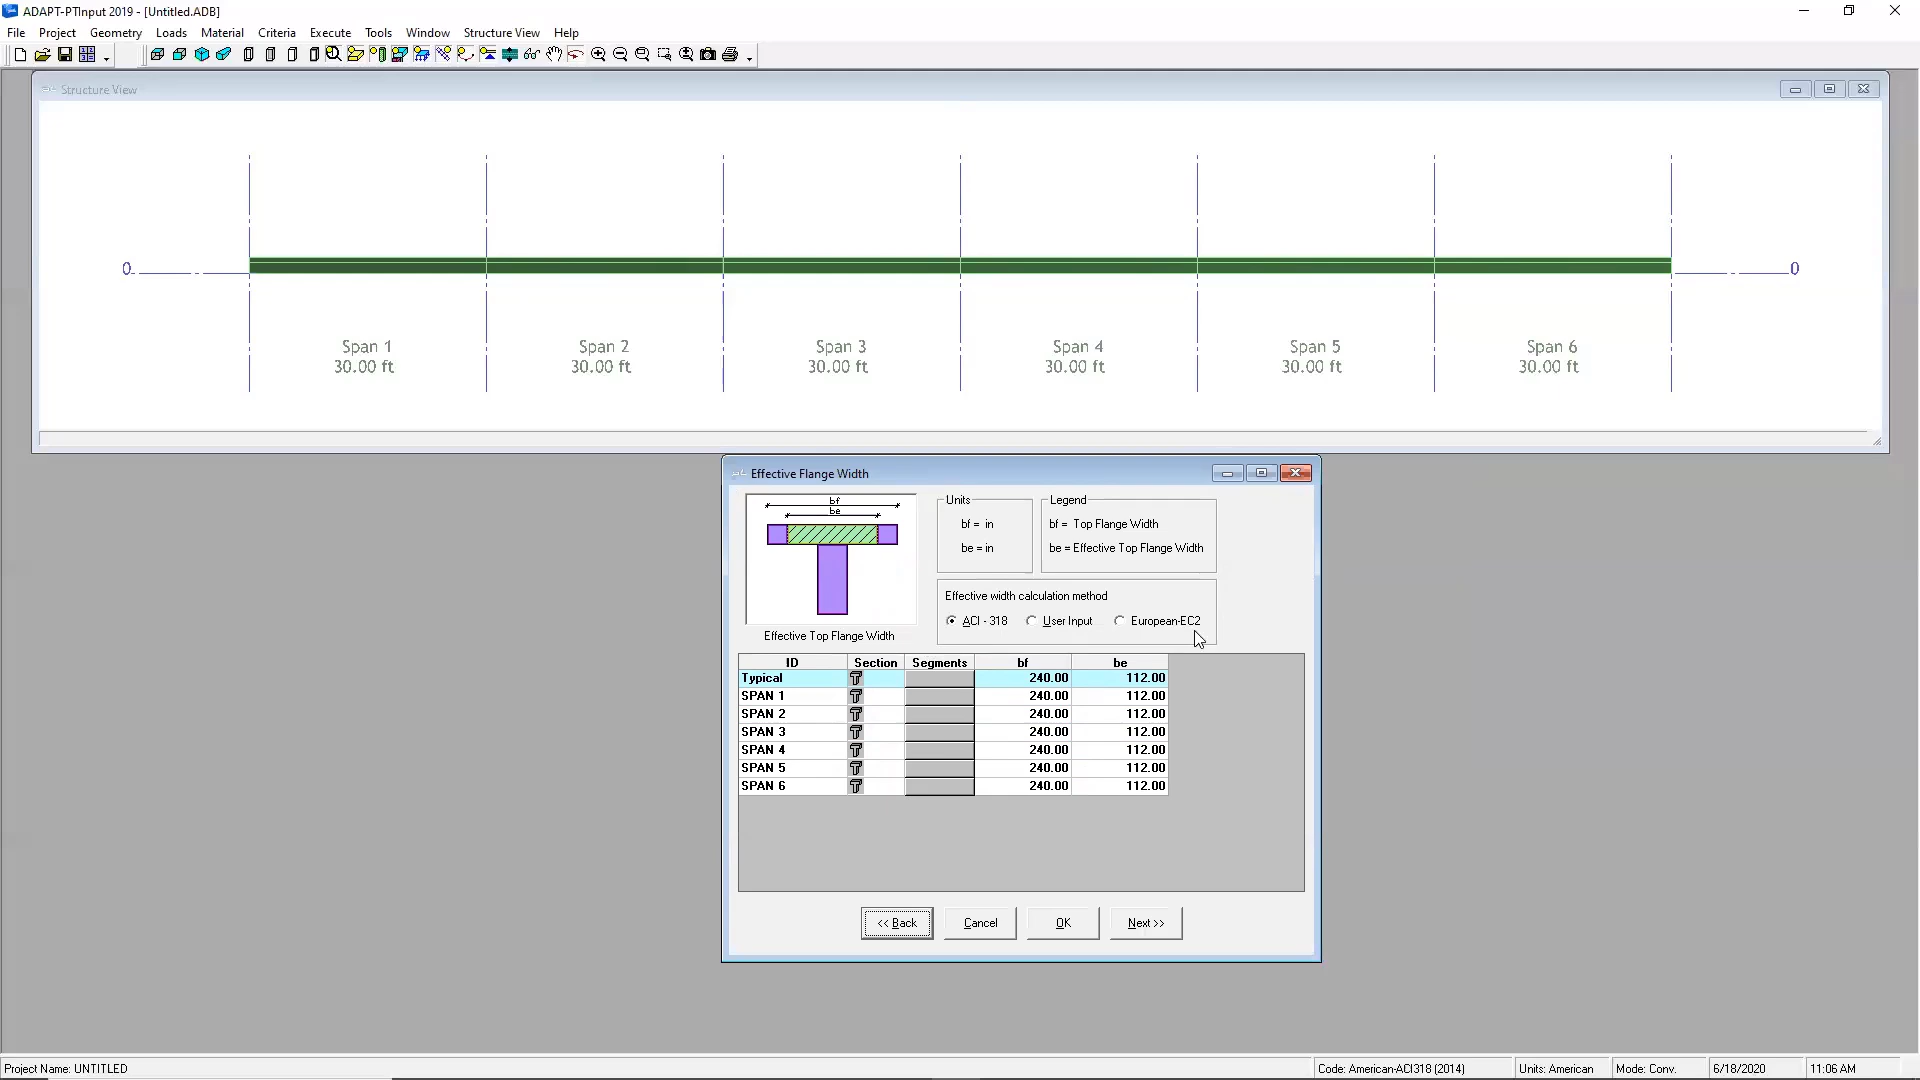 ADAPT-PTInput 2019 - [Untitled.ADB]
File Project Geometry Loads Material Criteria Execute Tools Window Structure View Help
Structure View
0 0
Span 1 Span 2 Span 3 Span 4 Span 5 Span 6
30.00 ft 30.00 ft 30.00 ft 30.00 ft 30.00 ft 30.00 ft
Effective Flange Width
bf
be
Effective Top Flange Width
Units
bf = in
be = in
Legend
bf = Top Flange Width
be = Effective Top Flange Width
Effective width calculation method
ACI - 318 User Input European-EC2
ID Section Segments bf be
Typical 240.00 112.00
SPAN 1 240.00 112.00
SPAN 2 240.00 112.00
SPAN 3 240.00 112.00
SPAN 4 240.00 112.00
SPAN 5 240.00 112.00
SPAN 6 240.00 112.00
<< Back Cancel OK Next >>
Project Name: UNTITLED Code: American-ACI318 (2014) Units: American Mode: Conv. 6/18/2020 11:06 AM